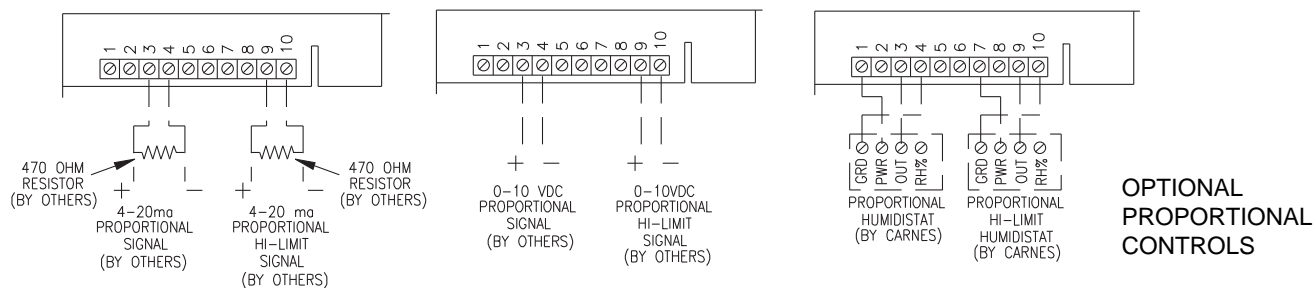 1 2 3 4 5 6 7 8 9 10
470 OHM
RESISTOR
(BY OTHERS)
470 OHM
RESISTOR
(BY OTHERS)
+ − + −
4-20ma
PROPORTIONAL
SIGNAL
(BY OTHERS)
4-20 ma
PROPORTIONAL
HI-LIMIT
SIGNAL
(BY OTHERS)
1 2 3 4 5 6 7 8 9 10
+ − + −
0-10 VDC
PROPORTIONAL
SIGNAL
(BY OTHERS)
0-10VDC
PROPORTIONAL
HI-LIMIT
SIGNAL
(BY OTHERS)
1 2 3 4 5 6 7 8 9 10
GRD
PWR
OUT
RH%
GRD
PWR
OUT
RH%
PROPORTIONAL
HUMIDISTAT
(BY CARNES)
PROPORTIONAL
HI-LIMIT
HUMIDISTAT
(BY CARNES)
OPTIONAL
PROPORTIONAL
CONTROLS